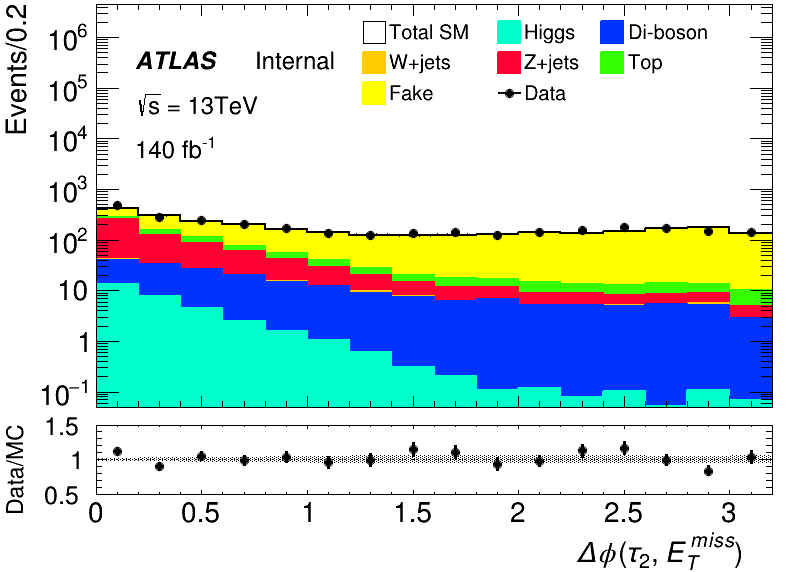 Events/0.2
10^6
10^5
10^4
10^3
10^2
10
1
10^-1
ATLAS Internal
√s = 13TeV
140 fb^-1
Total SM Higgs Di-boson
W+jets Z+jets Top
Fake Data
Data/MC
1.5
1
0.5
0 0.5 1 1.5 2 2.5 3
Δϕ(τ_2, E_T^miss)